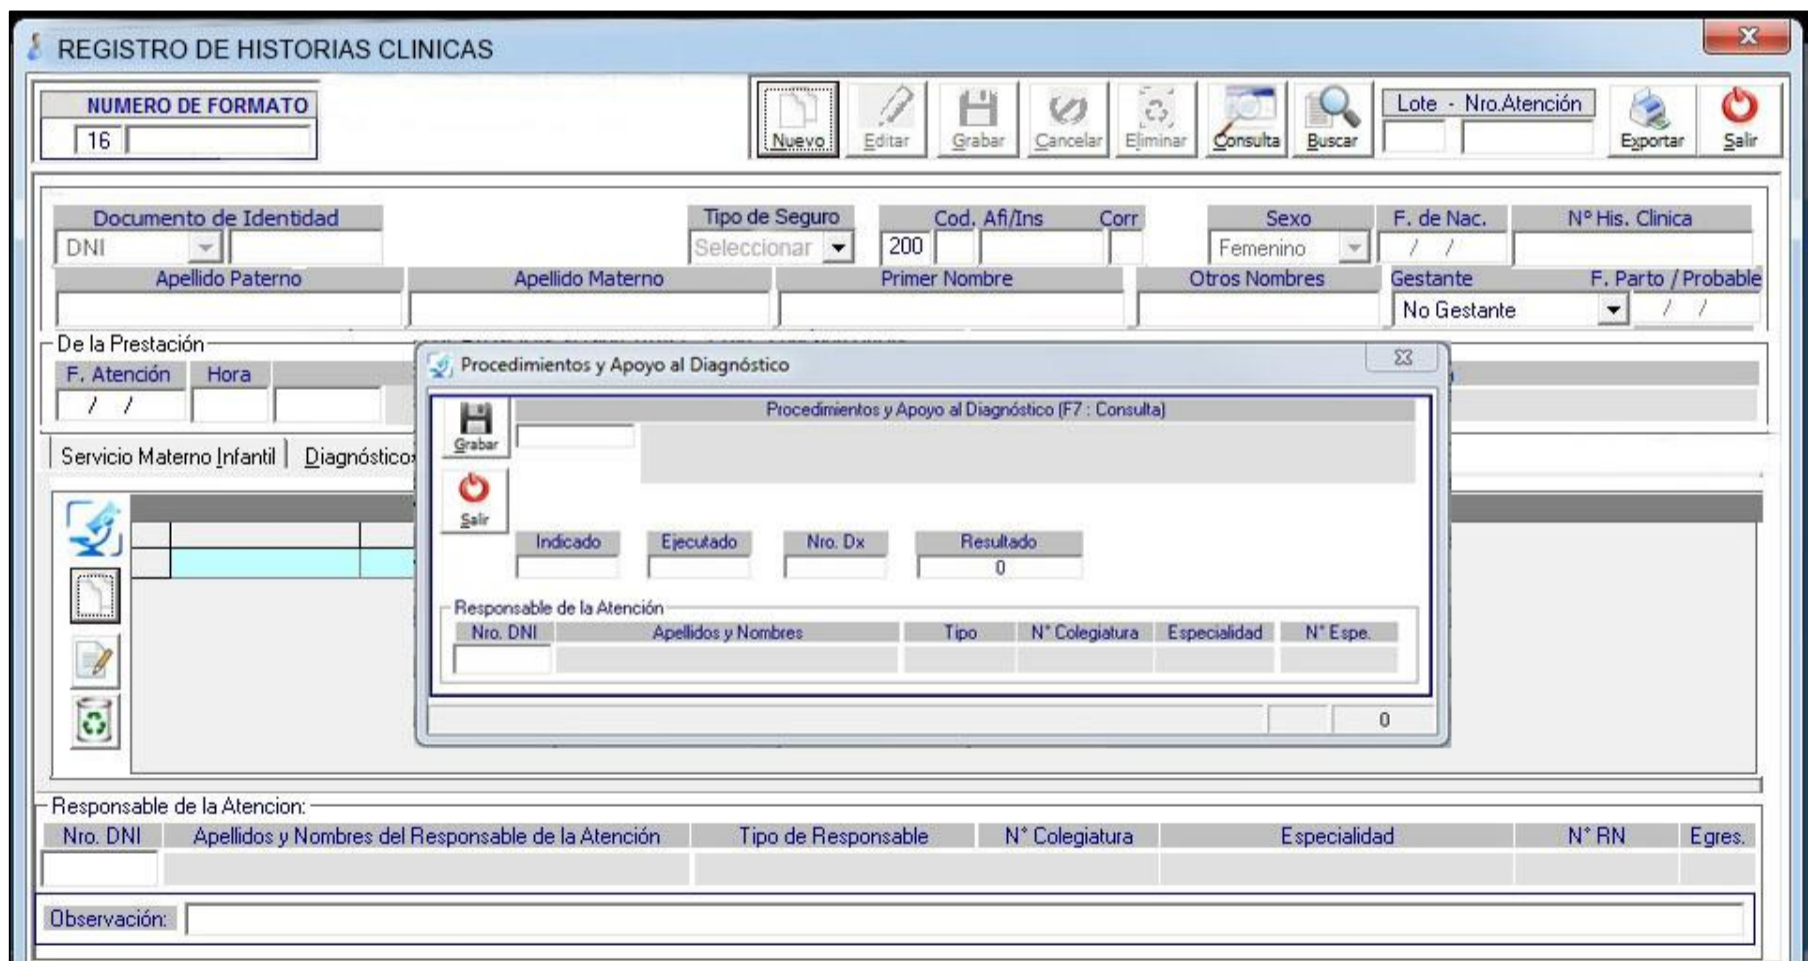 REGISTRO DE HISTORIAS CLINICAS
NUMERO DE FORMATO
16
Nuevo Editar Grabar Cancelar Eliminar Consulta Buscar
Lote - Nro.Atención
Exportar Salir
Documento de Identidad Tipo de Seguro Cod. Afi/Ins Corr Sexo F. de Nac. Nº His. Clinica
DNI Seleccionar 200 Femenino / /
Apellido Paterno Apellido Materno Primer Nombre Otros Nombres Gestante F. Parto / Probable
No Gestante / /
De la Prestación
F. Atención Hora
/ /
Servicio Materno Infantil Diagnóstico
Procedimientos y Apoyo al Diagnóstico
Procedimientos y Apoyo al Diagnóstico (F7 : Consulta)
Grabar
Salir
Indicado Ejecutado Nro. Dx Resultado
0
Responsable de la Atención
Nro. DNI Apellidos y Nombres Tipo N° Colegiatura Especialidad N° Espe.
0
Responsable de la Atencion:
Nro. DNI Apellidos y Nombres del Responsable de la Atención Tipo de Responsable N° Colegiatura Especialidad N° RN Egres.
Observación: